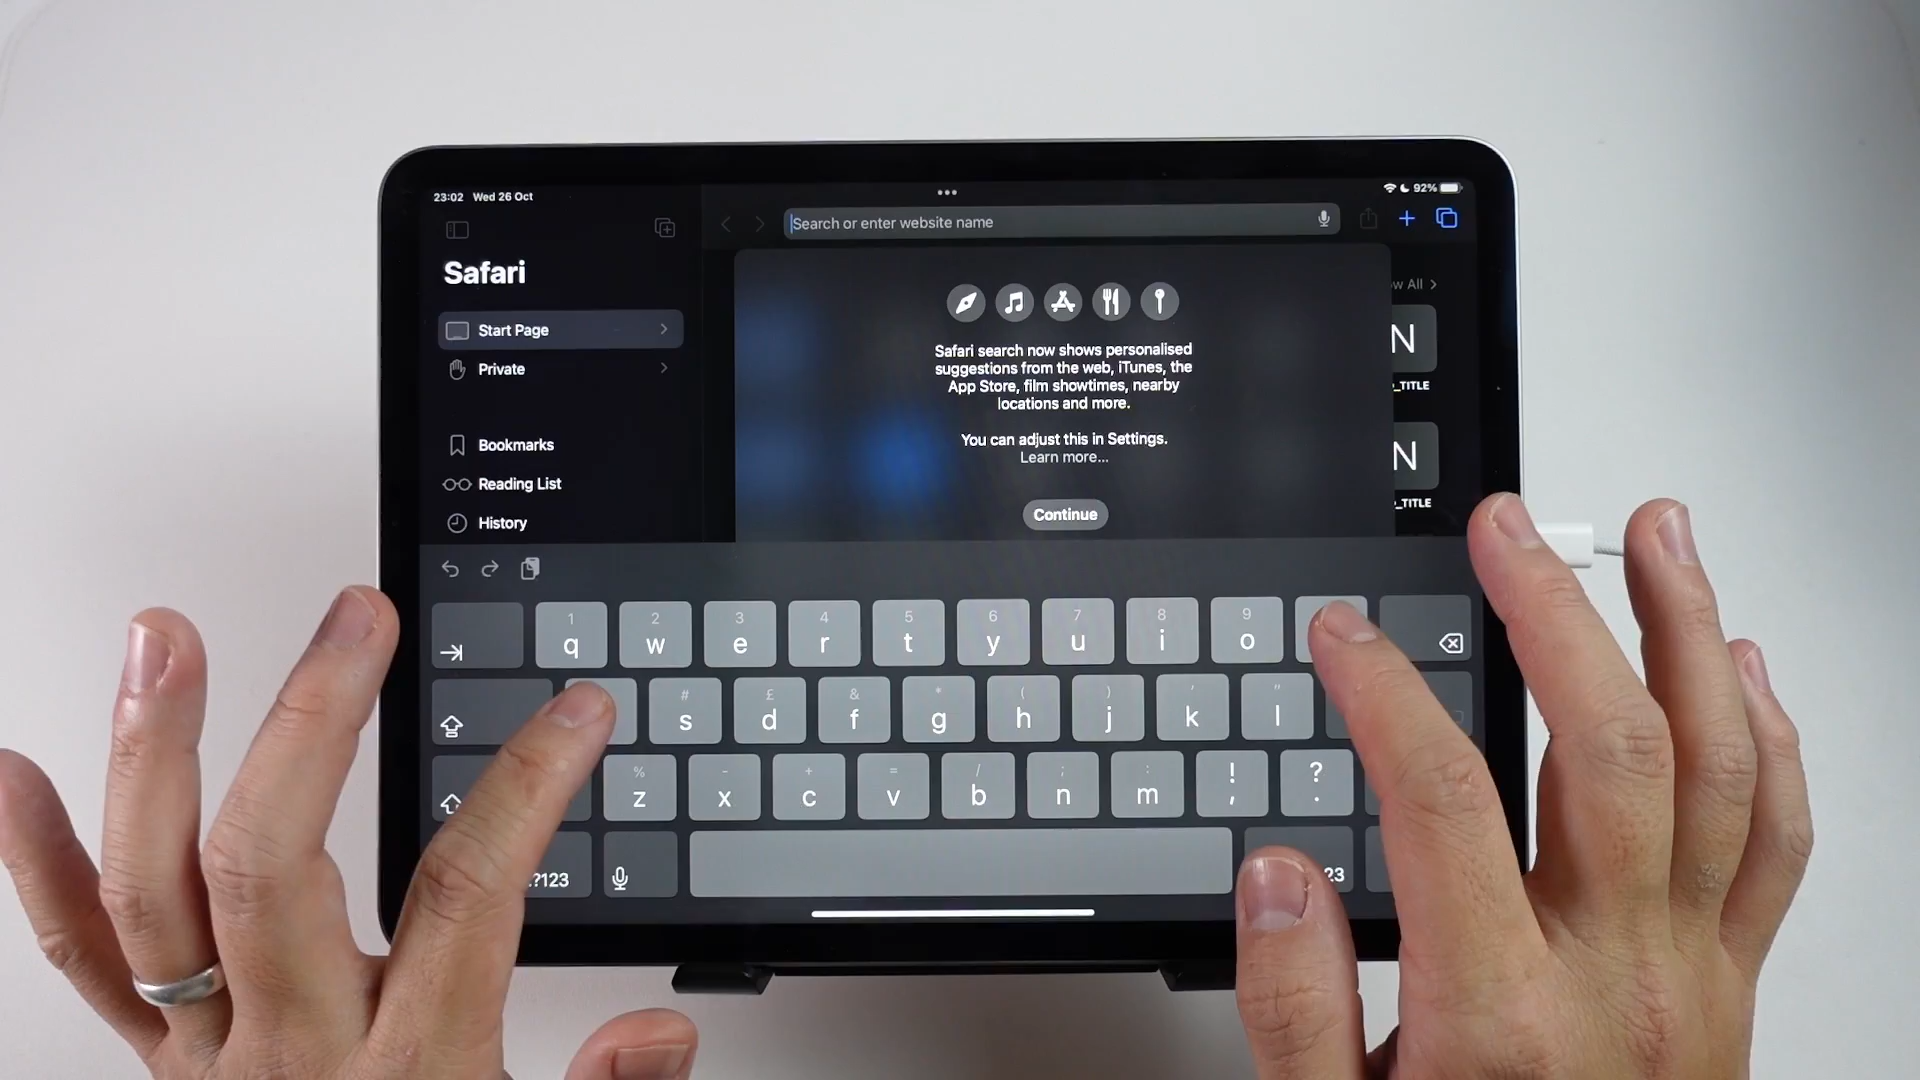 23:02 Wed 26 Oct
92%
Search or enter website name
Safari
Start Page
Private
Bookmarks
Reading List
History
Safari search now shows personalised
suggestions from the web, iTunes, the
App Store, film showtimes, nearby
locations and more.
You can adjust this in Settings.
Learn more...
Continue
ow All
N
_TITLE
N
_TITLE
1 2 3 4 5 6 7 8 9
q w e r t y u i o
# £ & * ( ) ' "
s d f g h j k l
% - + = / ; : ! ?
z x c v b n m , .
.?123
23